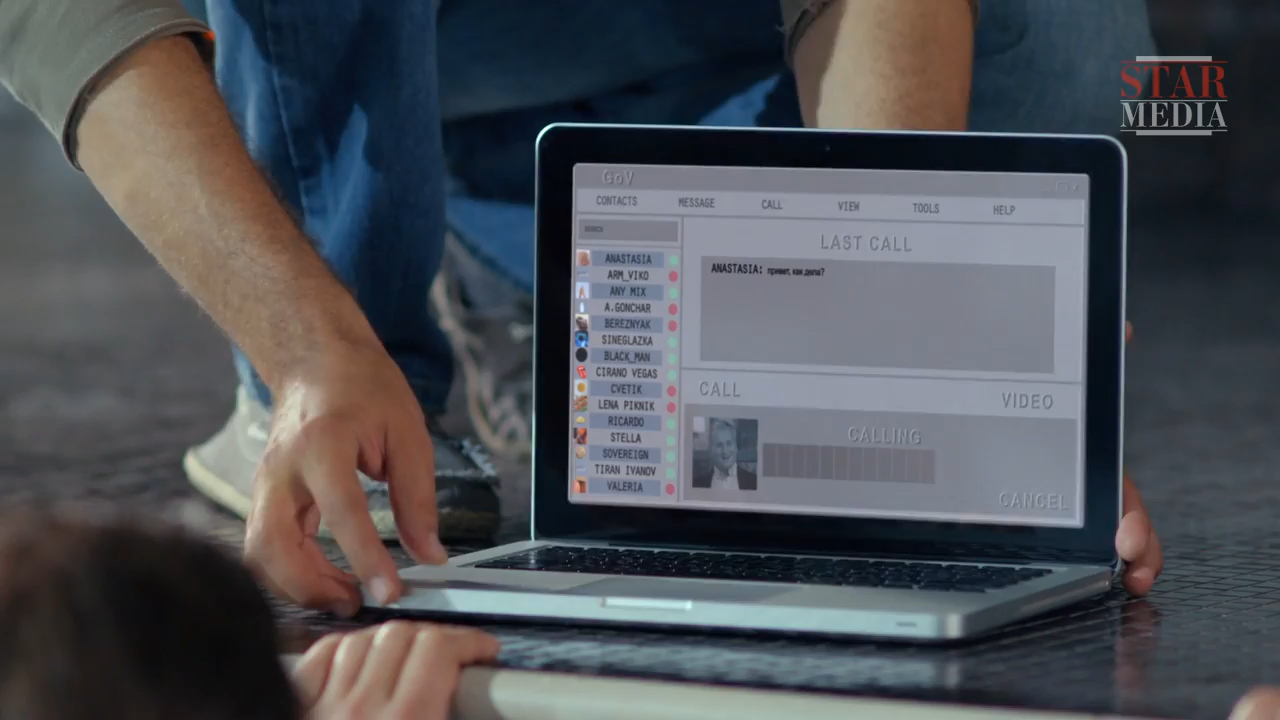 STAR
MEDIA
GoV
CONTACTS MESSAGE CALL VIEW TOOLS HELP
SEARCH
LAST CALL
ANASTASIA: привет, как дела?
ANASTASIA
ARM_VIKO
ANY MIX
A.GONCHAR
BEREZNYAK
SINEGLAZKA
BLACK_MAN
CIRANO VEGAS
CVETIK
LENA PIKNIK
RICARDO
STELLA
SOVEREIGN
TIRAN IVANOV
VALERIA
CALL VIDEO
CALLING
CANCEL